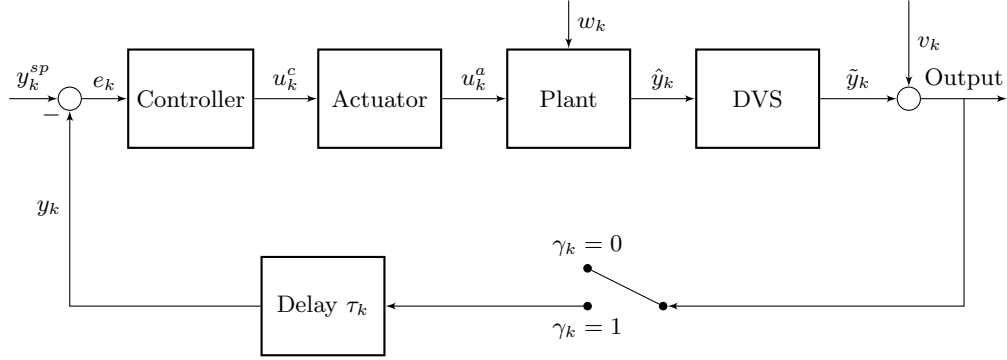 w_k
v_k
y_k^{sp}
e_k
Controller
u_k^c
Actuator
u_k^a
Plant
ŷ_k
DVS
ỹ_k
Output
−
y_k
γ_k = 0
Delay τ_k
γ_k = 1